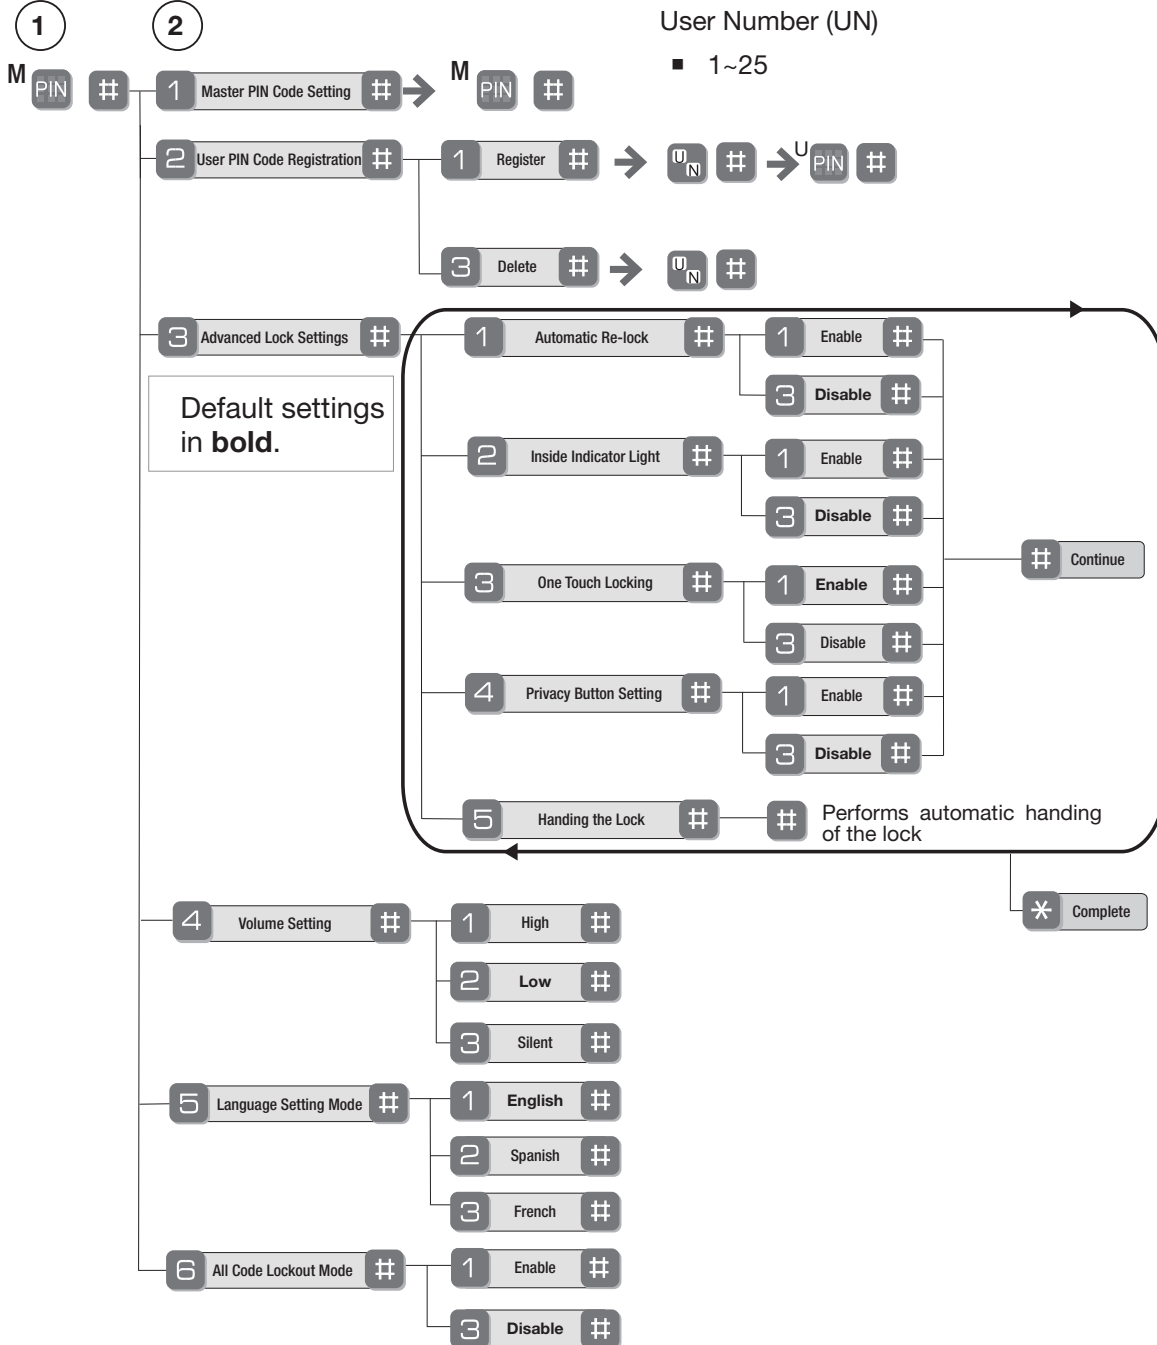 1 2 User Number (UN)
■ 1~25
M PIN # 1 Master PIN Code Setting # M PIN #
2 User PIN Code Registration # 1 Register # UN # U PIN #
3 Delete # UN #
3 Advanced Lock Settings # 1 Automatic Re-lock # 1 Enable #
3 Disable #
Default settings
in bold.
2 Inside Indicator Light # 1 Enable #
3 Disable #
# Continue
3 One Touch Locking # 1 Enable #
3 Disable #
4 Privacy Button Setting # 1 Enable #
3 Disable #
5 Handing the Lock # # Performs automatic handing
of the lock
* Complete
4 Volume Setting # 1 High #
2 Low #
3 Silent #
5 Language Setting Mode # 1 English #
2 Spanish #
3 French #
6 All Code Lockout Mode # 1 Enable #
3 Disable #